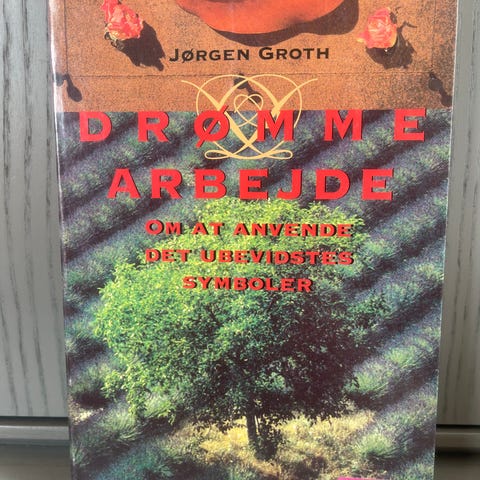 JØRGEN GROTH
DRØMME
ARBEJDE
OM AT ANVENDE
DET UBEVIDSTES
SYMBOLER